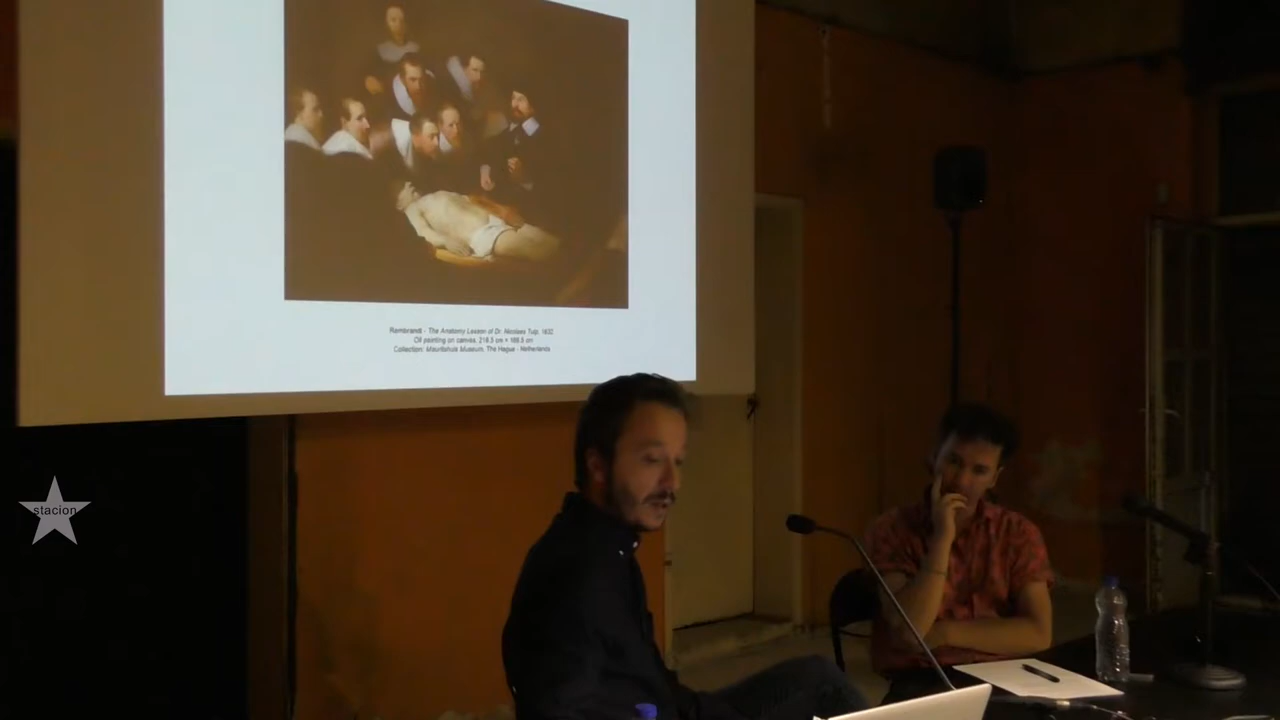 Rembrandt - The Anatomy Lesson of Dr. Nicolaes Tulp, 1632
Oil painting on canvas, 216.5 cm × 169.5 cm
Collection: Mauritshuis Museum, The Hague - Netherlands
stacion